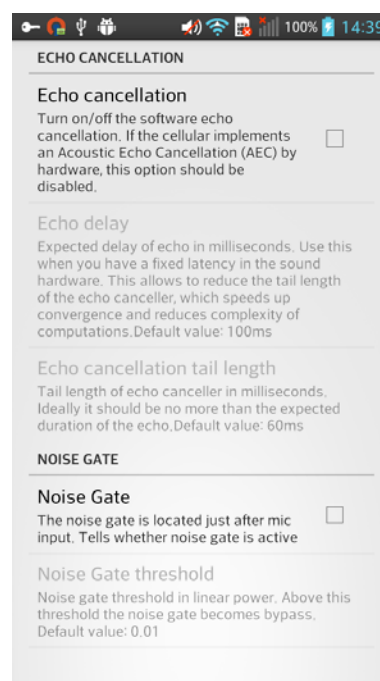 100% 14:39
ECHO CANCELLATION
Echo cancellation
Turn on/off the software echo
cancellation. If the cellular implements
an Acoustic Echo Cancellation (AEC) by
hardware, this option should be
disabled.
Echo delay
Expected delay of echo in milliseconds. Use this
when you have a fixed latency in the sound
hardware. This allows to reduce the tail length
of the echo canceller, which speeds up
convergence and reduces complexity of
computations.Default value: 100ms
Echo cancellation tail length
Tail length of echo canceller in milliseconds.
Ideally it should be no more than the expected
duration of the echo.Default value: 60ms
NOISE GATE
Noise Gate
The noise gate is located just after mic
input. Tells whether noise gate is active
Noise Gate threshold
Noise gate threshold in linear power. Above this
threshold the noise gate becomes bypass.
Default value: 0.01